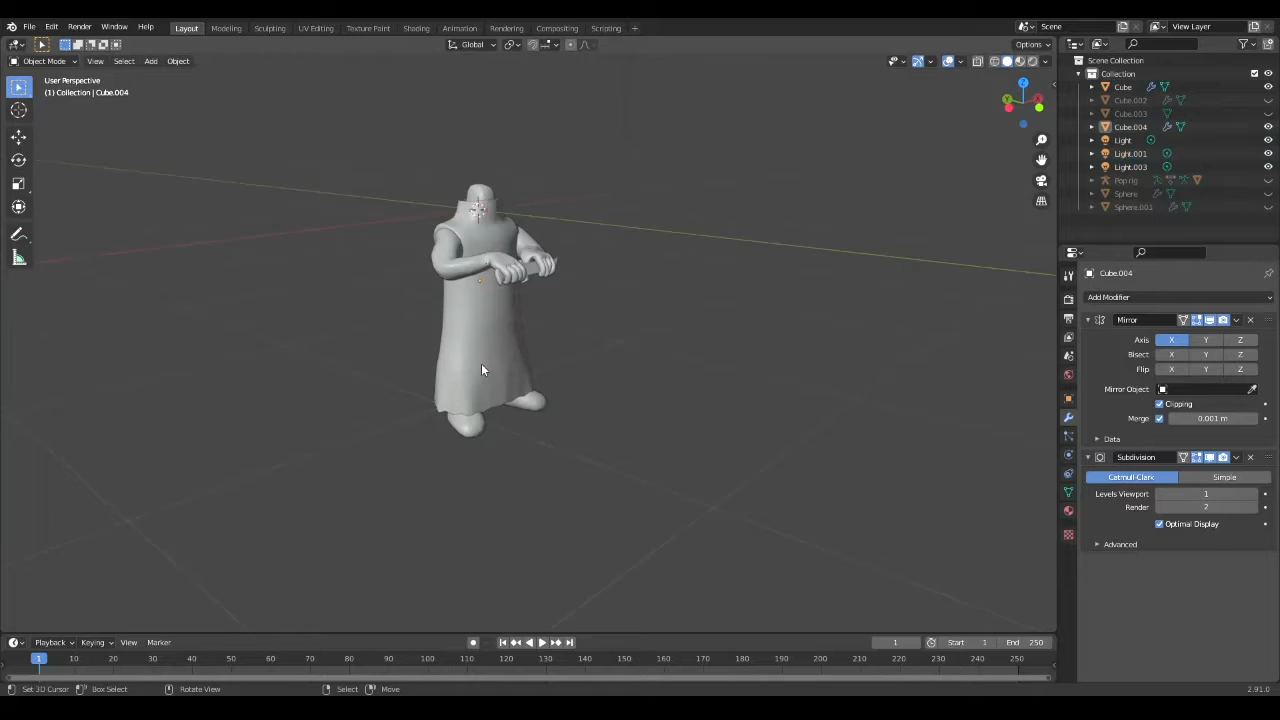 File Edit Render Window Help Layout Modeling Sculpting UV Editing Texture Paint Shading Animation Rendering Compositing Scripting + Scene View Layer
Global Options
Object Mode View Select Add Object
User Perspective
(1) Collection | Cube.004
Scene Collection
Collection
Cube
Cube.002
Cube.003
Cube.004
Light
Light.001
Light.003
Pop rig
Sphere
Sphere.001
X
Y
Z
Cube.004
Add Modifier
Mirror
Axis X Y Z
Bisect X Y Z
Flip X Y Z
Mirror Object
Clipping
Merge 0.001 m
Data
Subdivision
Catmull-Clark Simple
Levels Viewport 1
Render 2
Optimal Display
Advanced
Playback Keying View Marker 1 Start 1 End 250
1 10 20 30 40 50 60 70 80 90 100 110 120 130 140 150 160 170 180 190 200 210 220 230 240 250
Set 3D Cursor Box Select Rotate View Select Move 2.91.0